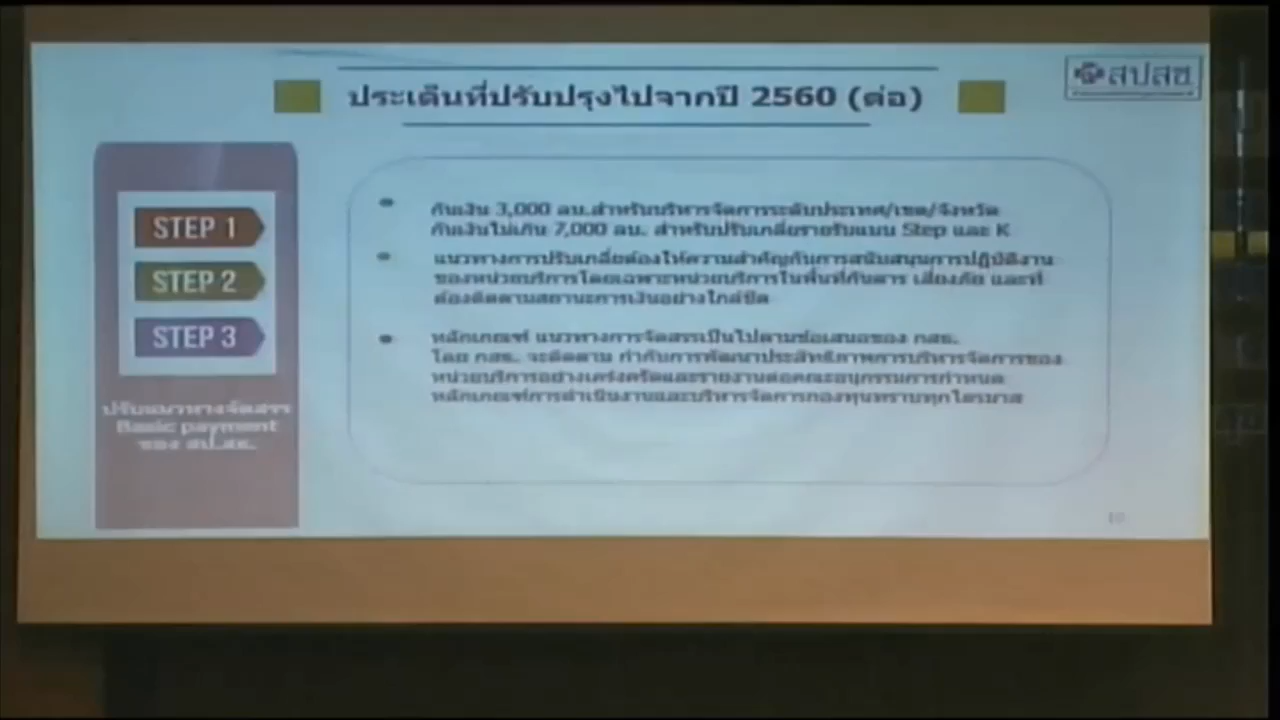 สปสช
ประเด็นที่ปรับปรุงไปจากปี 2560 (ต่อ)
STEP 1
STEP 2
STEP 3
ปรับแนวทางจัดสรร
Basic payment
ของ สป.สธ.
• กันเงิน 3,000 ลบ.สำหรับบริหารจัดการระดับประเทศ/เขต/จังหวัด
กันเงินไม่เกิน 7,000 ลบ. สำหรับปรับเกลี่ยรายรับแบบ Step และ K
• แนวทางการปรับเกลี่ยต้องให้ความสำคัญกับการสนับสนุนการปฏิบัติงาน
ของหน่วยบริการโดยเฉพาะหน่วยบริการในพื้นที่กันดาร เสี่ยงภัย และที่
ต้องติดตามสถานะการเงินอย่างใกล้ชิด
• หลักเกณฑ์ แนวทางการจัดสรรเป็นไปตามข้อเสนอของ กสธ.
โดย กสธ. จะติดตาม กำกับการพัฒนาประสิทธิภาพการบริหารจัดการของ
หน่วยบริการอย่างเคร่งครัดและรายงานต่อคณะอนุกรรมการกำหนด
หลักเกณฑ์การดำเนินงานและบริหารจัดการกองทุนทราบทุกไตรมาส